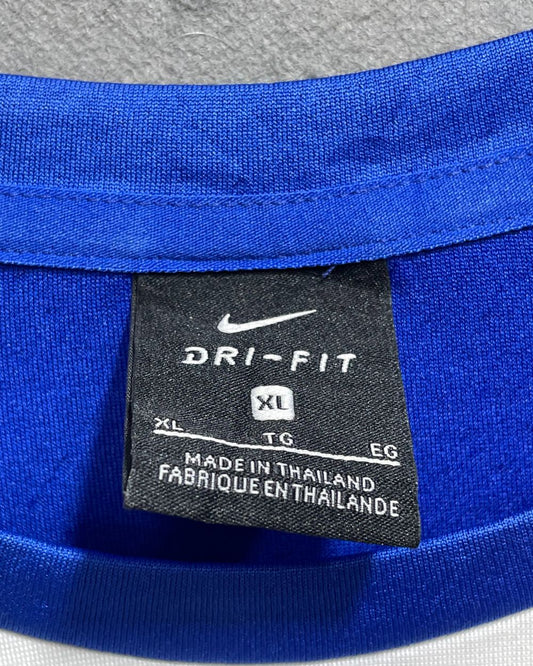 DRI-FIT
XL
XL TG EG
MADE IN THAILAND
FABRIQUE EN THAILANDE